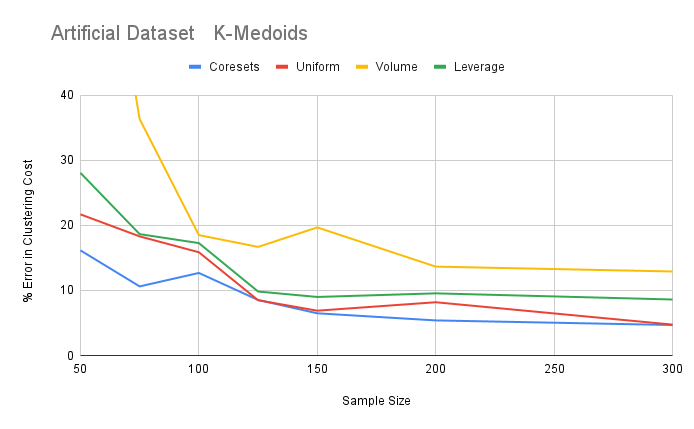 Artificial Dataset K-Medoids
Coresets Uniform Volume Leverage
% Error in Clustering Cost
40
30
20
10
0
50 100 150 200 250 300
Sample Size